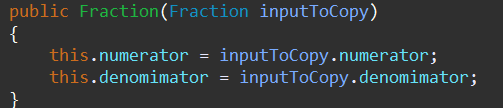 public Fraction(Fraction inputToCopy)
{
    this.numerator = inputToCopy.numerator;
    this.denomimator = inputToCopy.denomimator;
}